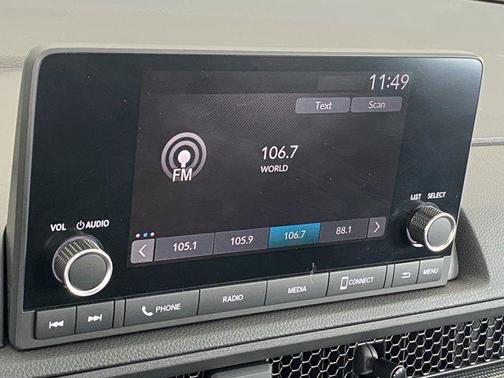 11:49
Text Scan
FM
106.7
WORLD
105.1 105.9 106.7 88.1
VOL AUDIO
LIST SELECT
PHONE RADIO MEDIA CONNECT MENU